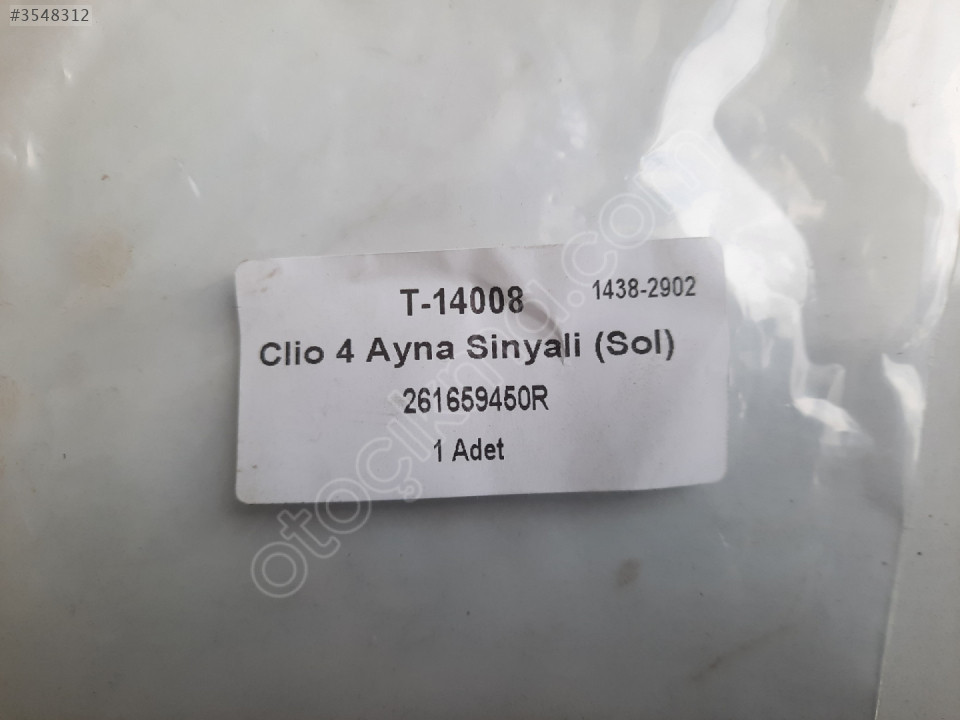 #3548312
T-14008 1438-2902
Clio 4 Ayna Sinyali (Sol)
261659450R
1 Adet
otoçıkma.com